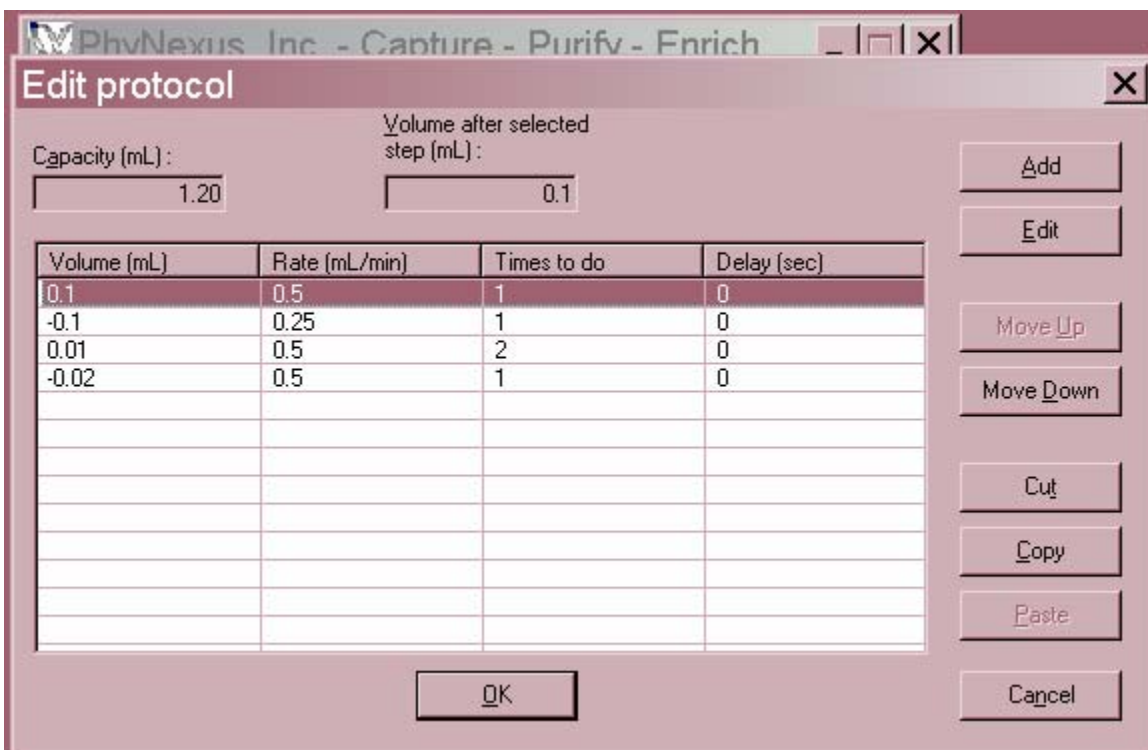 PhyNexus, Inc. - Capture - Purify - Enrich
Edit protocol
Capacity (mL) :
1.20
Volume after selected
step (mL) :
0.1
Add
Edit
Volume (mL) Rate (mL/min) Times to do Delay (sec)
0.1 0.5 1 0
-0.1 0.25 1 0
0.01 0.5 2 0
-0.02 0.5 1 0
Move Up
Move Down
Cut
Copy
Paste
OK
Cancel